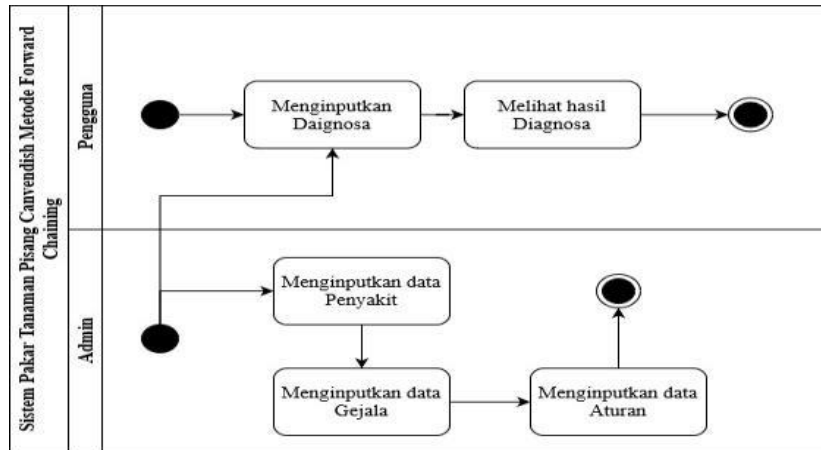 Sistem Pakar Tanaman Pisang Canvendish Metode Forward
Chaining
Pengguna
Menginputkan
Daignosa
Melihat hasil
Diagnosa
Admin
Menginputkan data
Penyakit
Menginputkan data
Gejala
Menginputkan data
Aturan